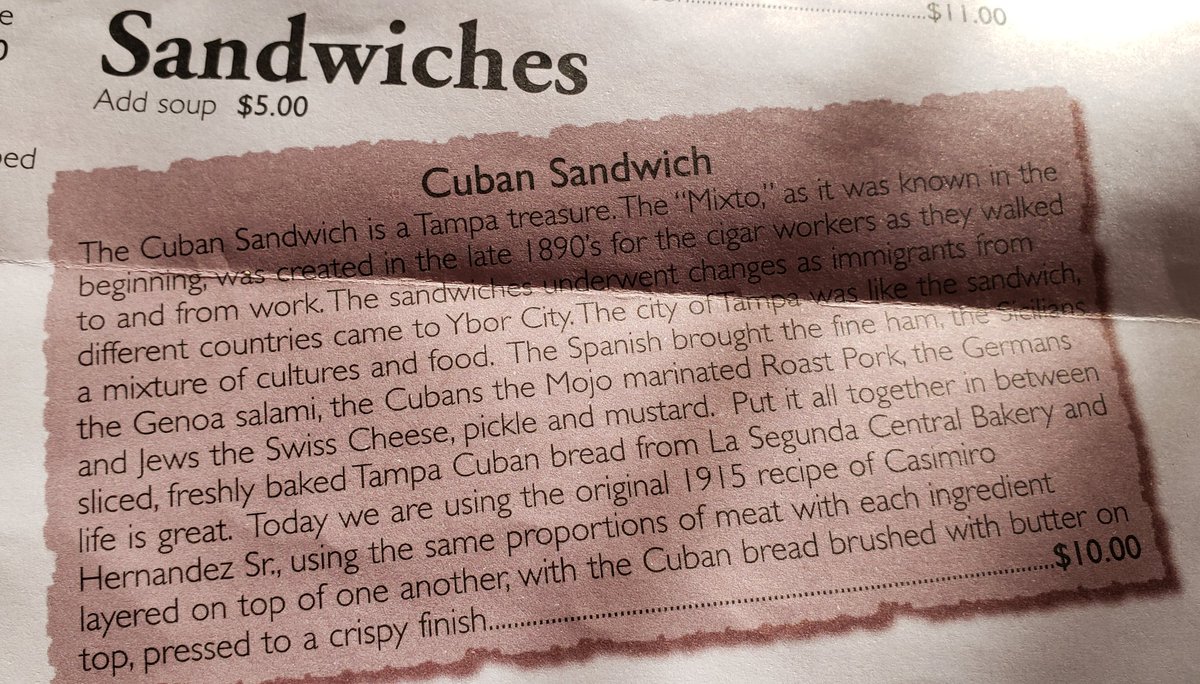 $11.00
Sandwiches
Add soup $5.00
Cuban Sandwich
The Cuban Sandwich is a Tampa treasure. The “Mixto,” as it was known in the
beginning, was created in the late 1890's for the cigar workers as they walked
to and from work. The sandwiches underwent changes as immigrants from
different countries came to Ybor City. The city of Tampa was like the sandwich,
a mixture of cultures and food. The Spanish brought the fine ham, the Sicilians
the Genoa salami, the Cubans the Mojo marinated Roast Pork, the Germans
and Jews the Swiss Cheese, pickle and mustard. Put it all together in between
sliced, freshly baked Tampa Cuban bread from La Segunda Central Bakery and
life is great. Today we are using the original 1915 recipe of Casimiro
Hernandez Sr., using the same proportions of meat with each ingredient
layered on top of one another, with the Cuban bread brushed with butter on
top, pressed to a crispy finish...$10.00